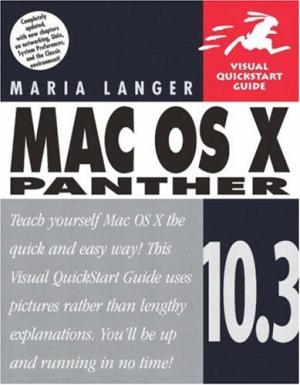 Completely
updated,
with new chapters
on networking, Unix,
System Preferences,
and the Classic
environment!
VISUAL
QUICKSTART
GUIDE
MARIA LANGER
MAC OS X
PANTHER
Teach yourself Mac OS X the
quick and easy way! This
Visual QuickStart Guide uses
pictures rather than lengthy
explanations. You'll be up
and running in no time!
10.3